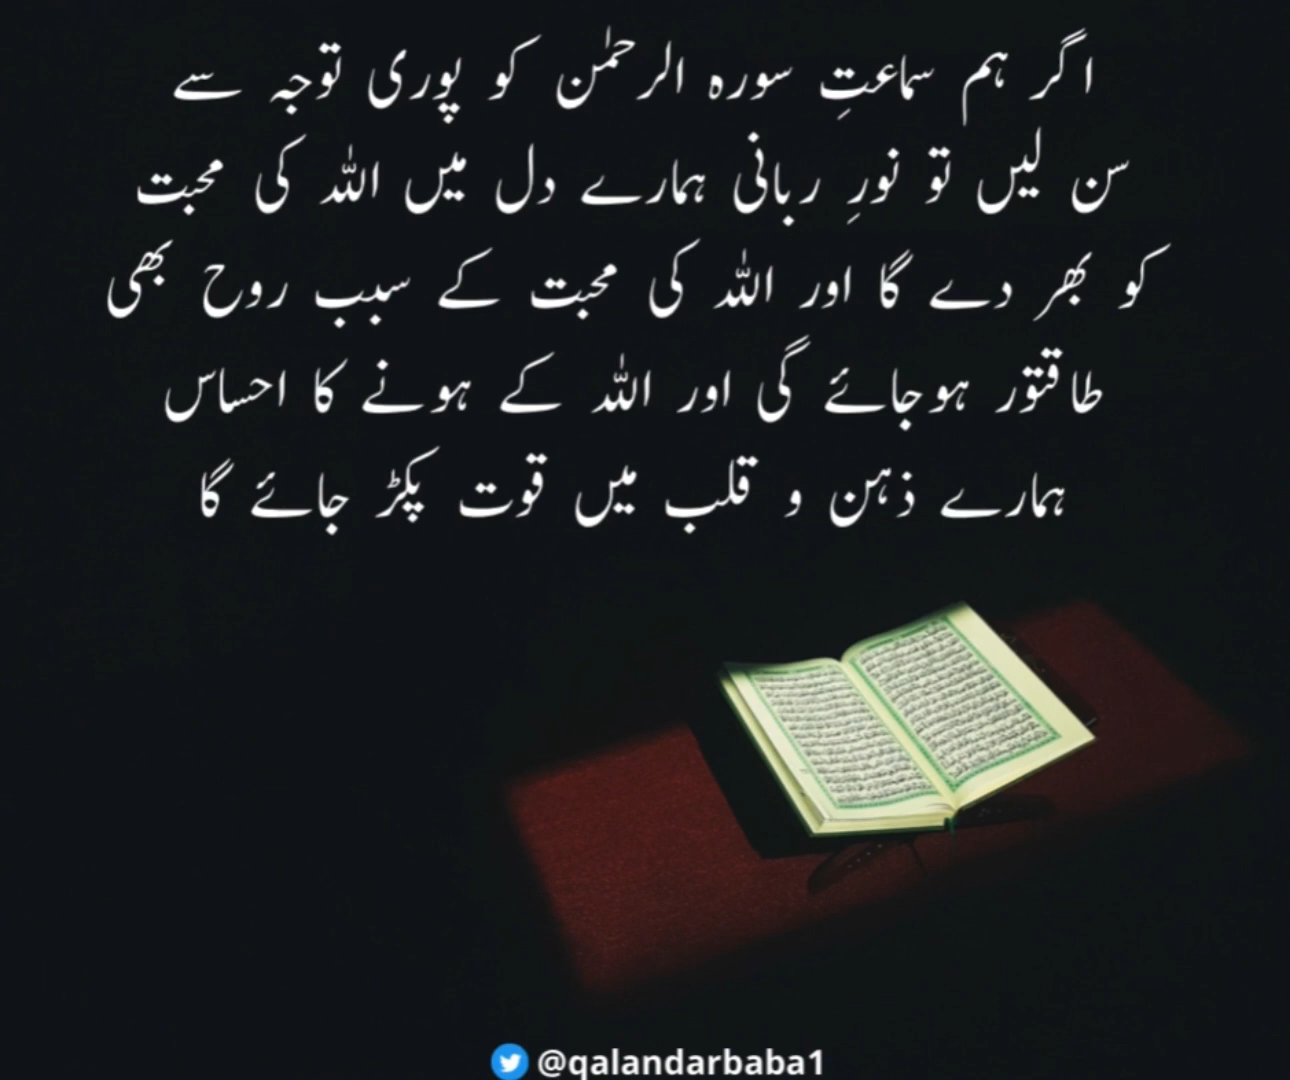 اگر ہم سماعتِ سورہ الرحمٰن کو پوری توجہ سے
سن لیں تو نورِ ربانی ہمارے دل میں اللہ کی محبت
کو بھر دے گا اور اللہ کی محبت کے سبب روح بھی
طاقتور ہوجائے گی اور اللہ کے ہونے کا احساس
ہمارے ذہن و قلب میں قوت پکڑ جائے گا
@qalandarbaba1